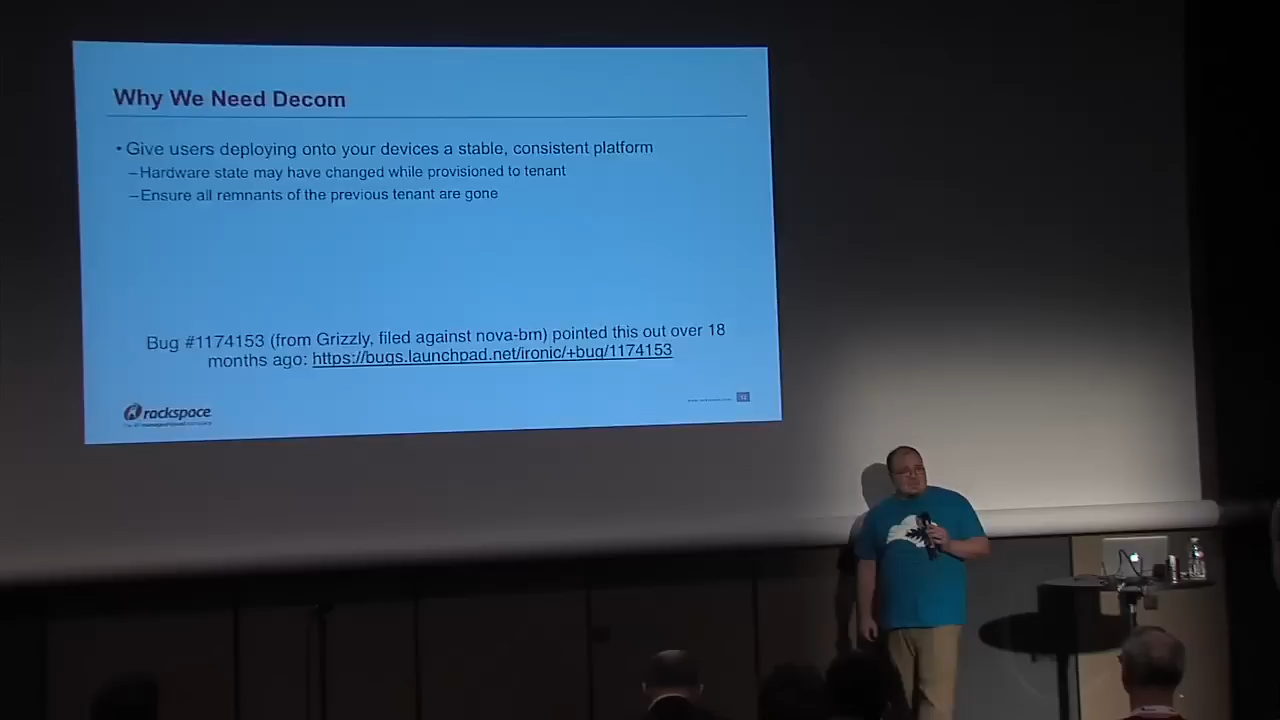 Why We Need Decom
• Give users deploying onto your devices a stable, consistent platform
–Hardware state may have changed while provisioned to tenant
–Ensure all remnants of the previous tenant are gone
Bug #1174153 (from Grizzly, filed against nova-bm) pointed this out over 18
months ago: https://bugs.launchpad.net/ironic/+bug/1174153
rackspace